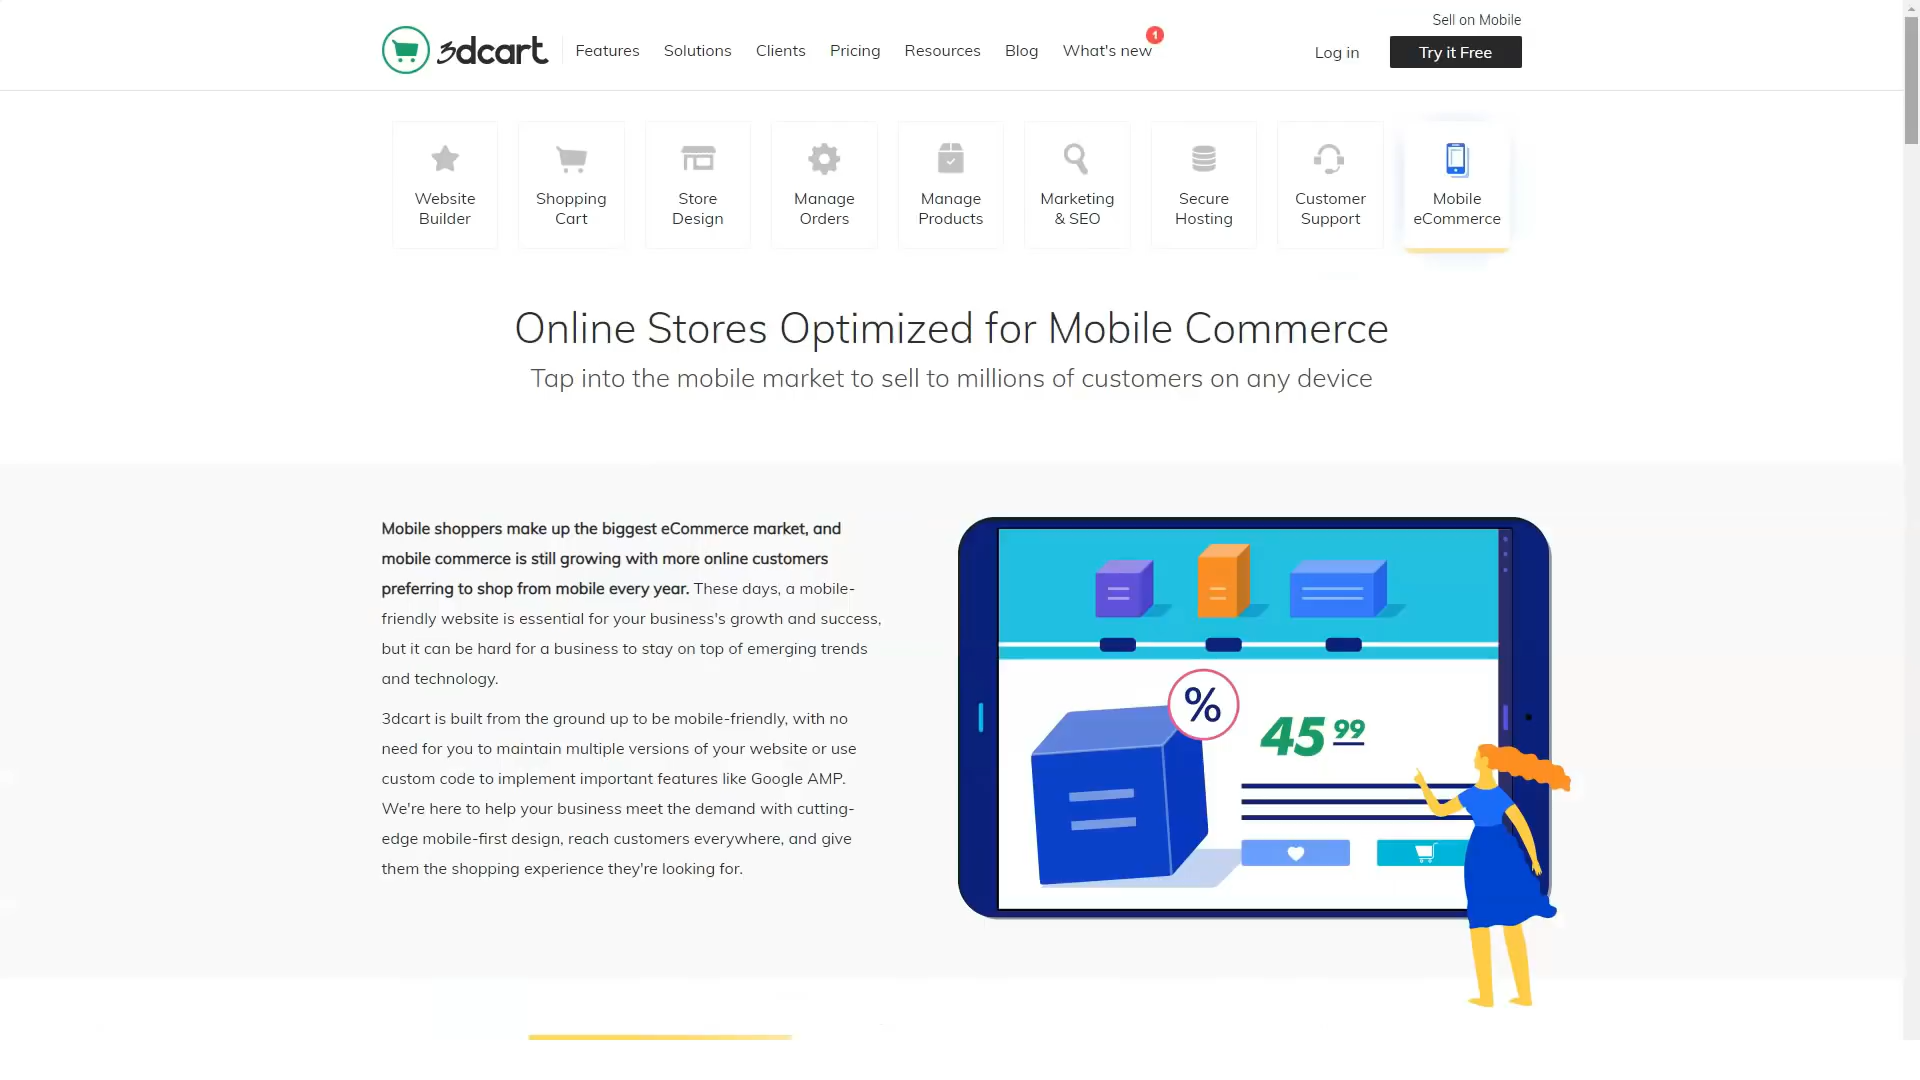 Sell on Mobile
3dcart
Features
Solutions
Clients
Pricing
Resources
Blog
What's new
1
Log in
Try it Free
Website
Builder
Shopping
Cart
Store
Design
Manage
Orders
Manage
Products
Marketing
& SEO
Secure
Hosting
Customer
Support
Mobile
eCommerce
Online Stores Optimized for Mobile Commerce
Tap into the mobile market to sell to millions of customers on any device
Mobile shoppers make up the biggest eCommerce market, and
mobile commerce is still growing with more online customers
preferring to shop from mobile every year. These days, a mobile-
friendly website is essential for your business's growth and success,
but it can be hard for a business to stay on top of emerging trends
and technology.
3dcart is built from the ground up to be mobile-friendly, with no
need for you to maintain multiple versions of your website or use
custom code to implement important features like Google AMP.
We're here to help your business meet the demand with cutting-
edge mobile-first design, reach customers everywhere, and give
them the shopping experience they're looking for.
%
45 99